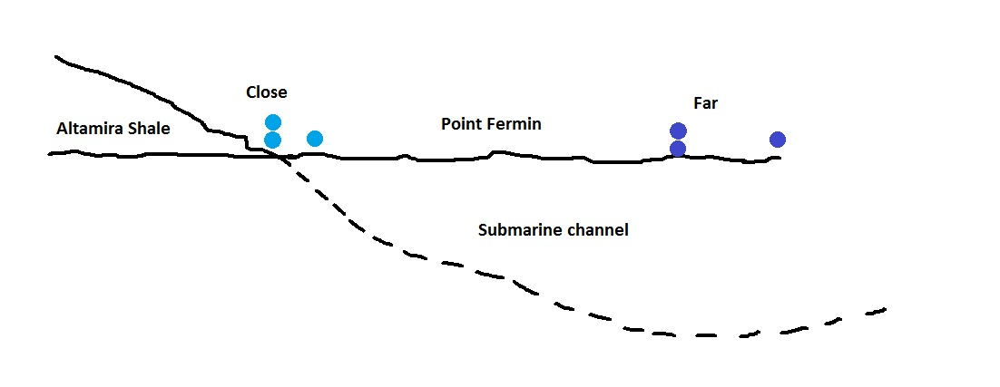 Close
Far
Altamira Shale
Point Fermin
Submarine channel